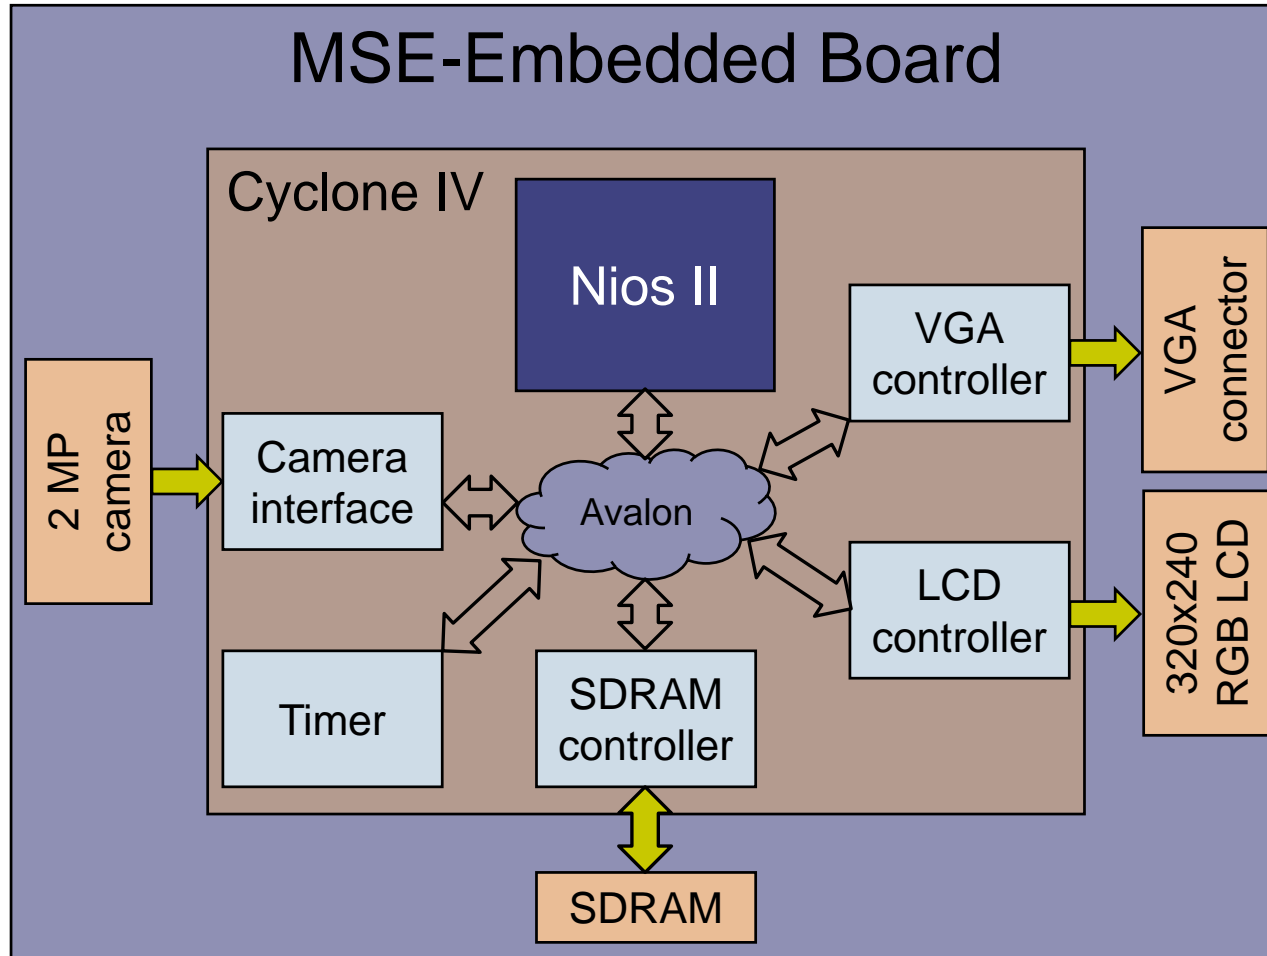 MSE-Embedded Board
Cyclone IV
Nios II
VGA
controller
VGA
connector
2 MP
camera
Camera
interface
Avalon
LCD
controller
320x240
RGB LCD
Timer
SDRAM
controller
SDRAM